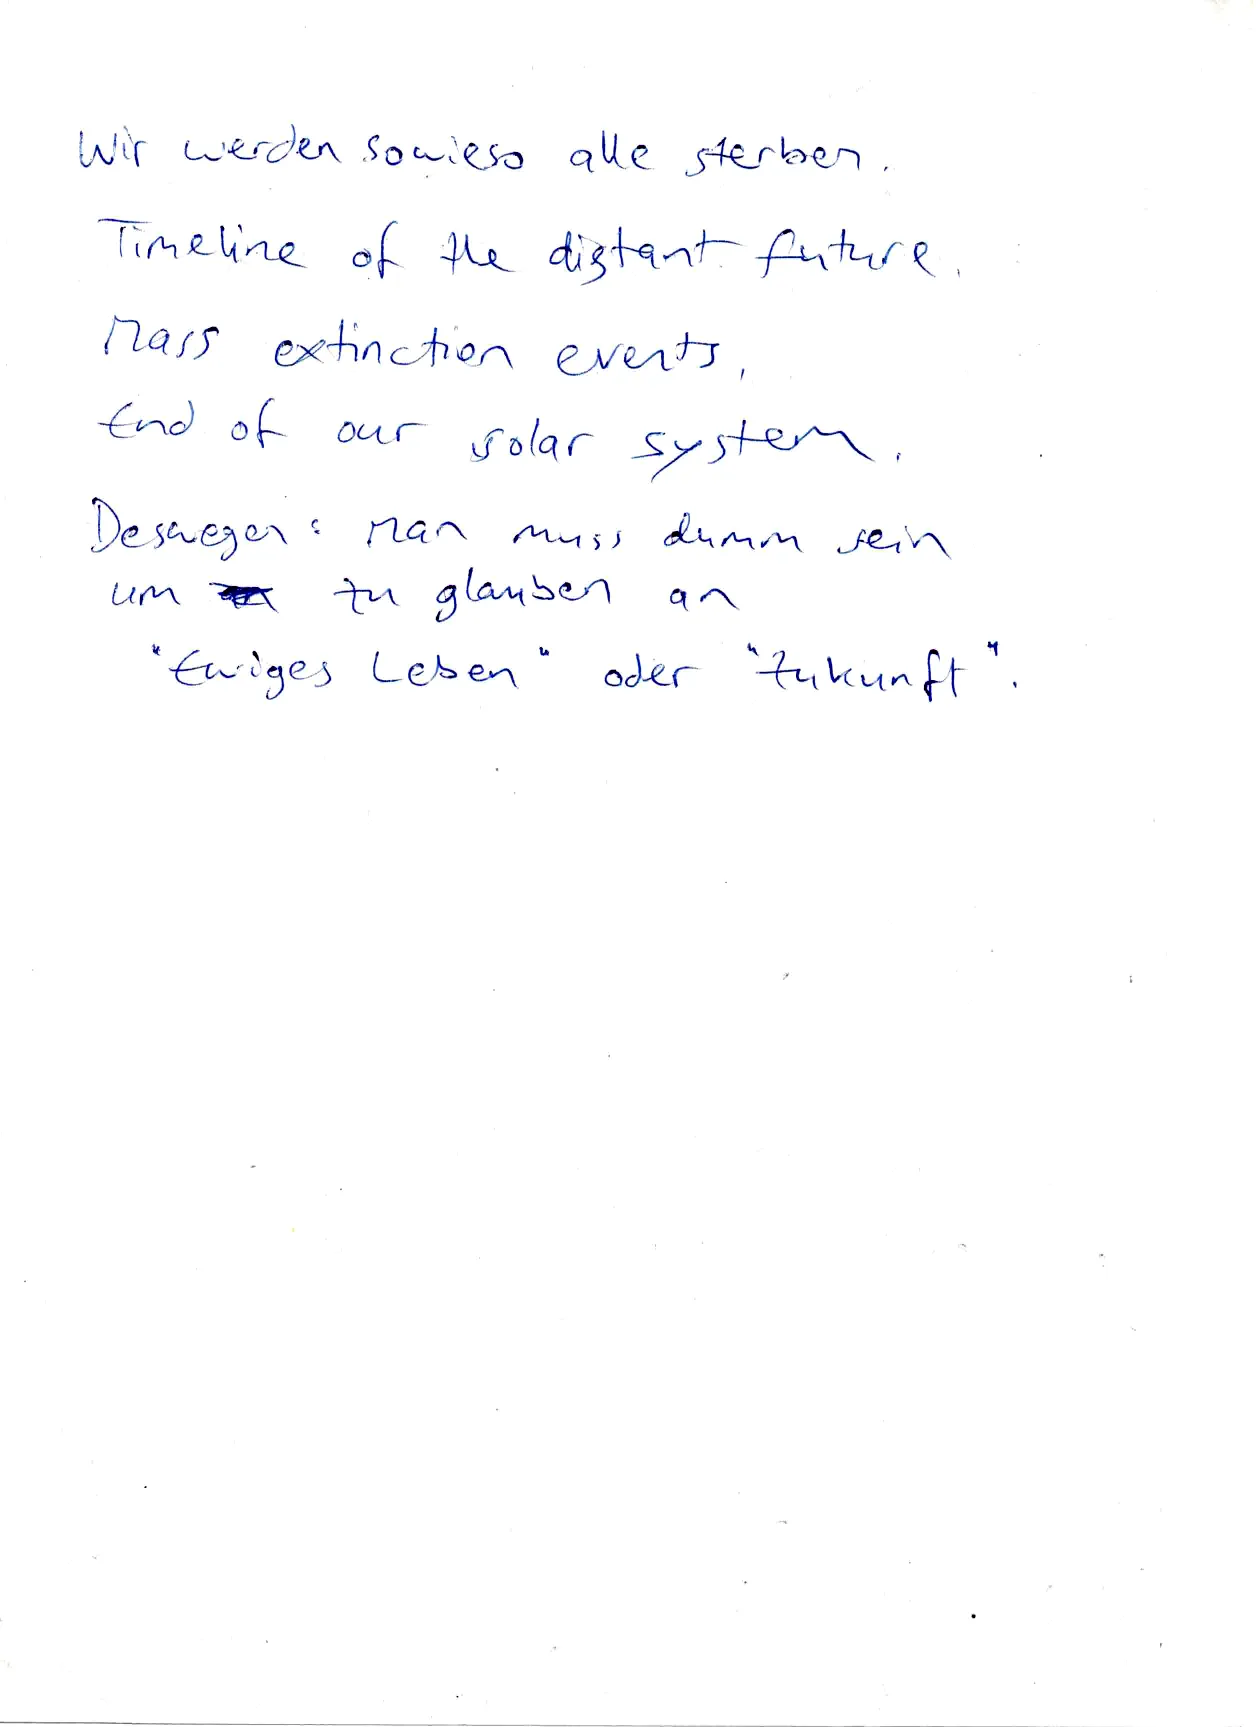 Wir werden sowieso alle sterben.
Timeline of the distant future.
Mass extinction events,
End of our solar system.
Deswegen: Man muss dumm sein
um zu glauben an
"Ewiges Leben" oder "Zukunft".